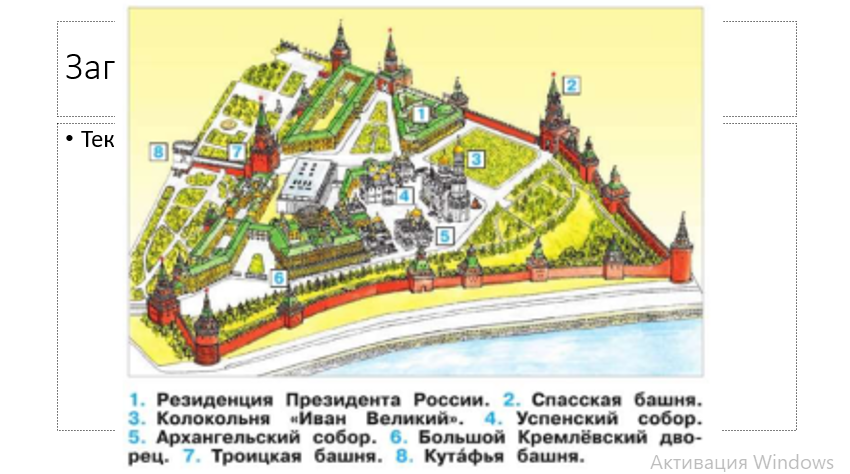 Заг
• Тек
1
2
3
4
5
6
7
8
1. Резиденция Президента России. 2. Спасская башня.
3. Колокольня «Иван Великий». 4. Успенский собор.
5. Архангельский собор. 6. Большой Кремлёвский дво-
рец. 7. Троицкая башня. 8. Кута́фья башня.
Активация Windows